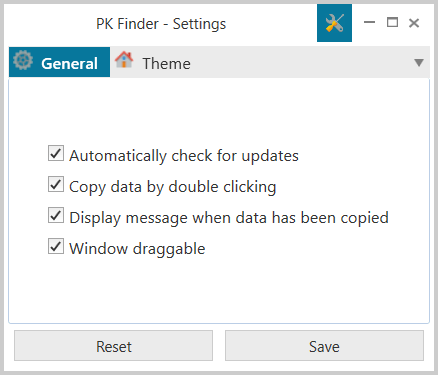 PK Finder - Settings
General
Theme
Automatically check for updates
Copy data by double clicking
Display message when data has been copied
Window draggable
Reset
Save